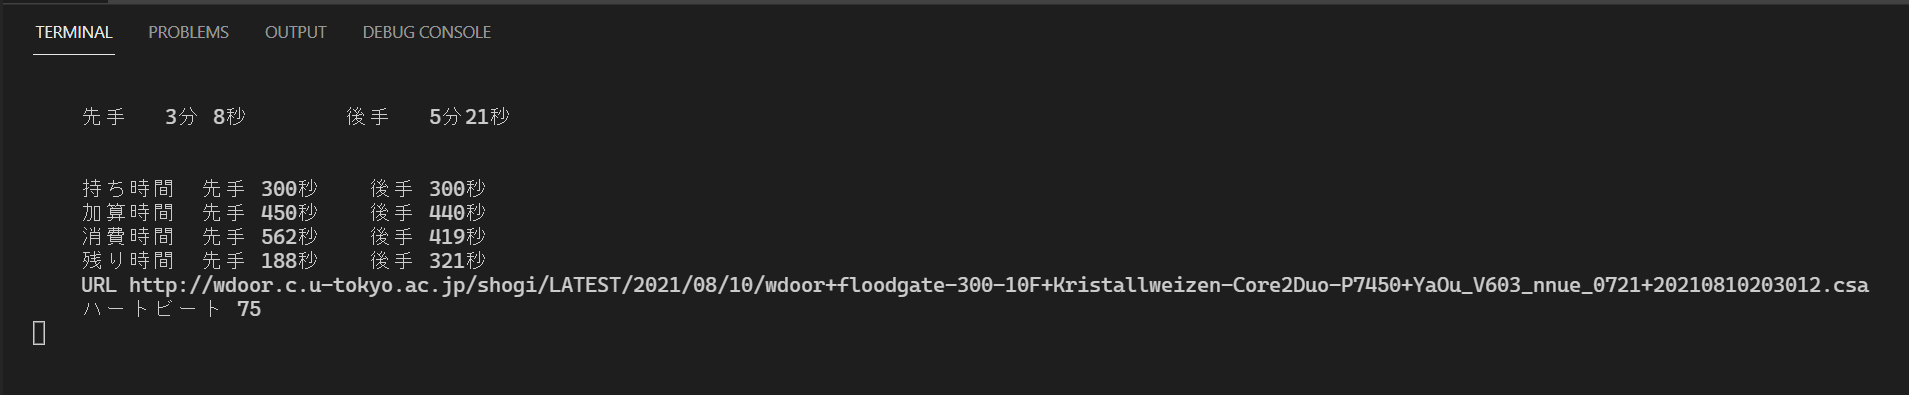 TERMINAL PROBLEMS OUTPUT DEBUG CONSOLE
先手 3分 8秒 後手 5分21秒
持ち時間 先手 300秒 後手 300秒
加算時間 先手 450秒 後手 440秒
消費時間 先手 562秒 後手 419秒
残り時間 先手 188秒 後手 321秒
URL http://wdoor.c.u-tokyo.ac.jp/shogi/LATEST/2021/08/10/wdoor+floodgate-300-10F+Kristallweizen-Core2Duo-P7450+YaOu_V603_nnue_0721+20210810203012.csa
ハートビート 75